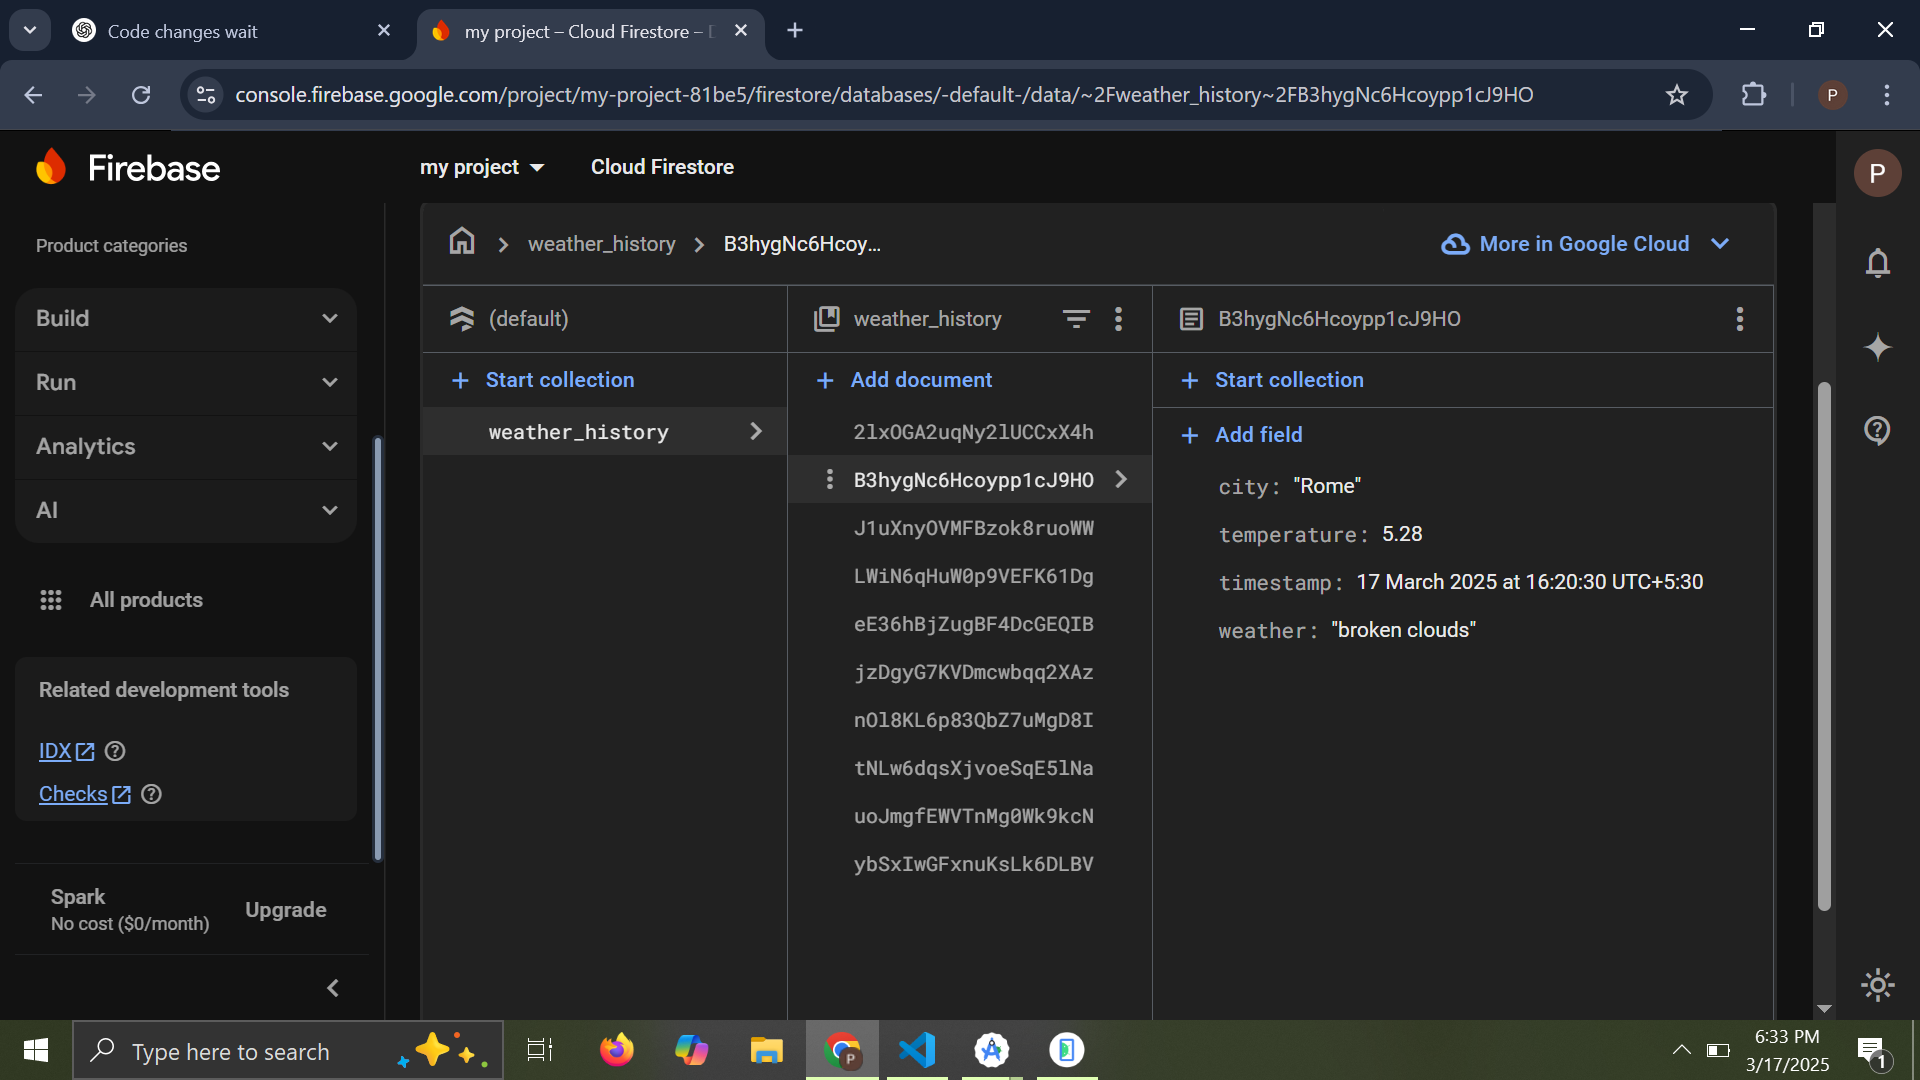 Code changes wait
my project – Cloud Firestore –
console.firebase.google.com/project/my-project-81be5/firestore/databases/-default-/data/~2Fweather_history~2FB3hygNc6Hcoypp1cJ9HO
P
Firebase
my project
Cloud Firestore
P
Product categories
Build
Run
Analytics
AI
All products
Related development tools
IDX
Checks
Spark
No cost ($0/month)
Upgrade
weather_history
B3hygNc6Hcoy...
More in Google Cloud
(default)
Start collection
weather_history
weather_history
Add document
2lxOGA2uqNy2lUCCxX4h
B3hygNc6Hcoypp1cJ9HO
J1uXnyOVMFBzok8ruoWW
LWiN6qHuW0p9VEFK61Dg
eE36hBjZugBF4DcGEQIB
jzDgyG7KVDmcwbqq2XAz
nOl8KL6p83QbZ7uMgD8I
tNLw6dqsXjvoeSqE5lNa
uoJmgfEWVTnMg0Wk9kcN
ybSxIwGFxnuKsLk6DLBV
B3hygNc6Hcoypp1cJ9HO
Start collection
Add field
city: "Rome"
temperature: 5.28
timestamp: 17 March 2025 at 16:20:30 UTC+5:30
weather: "broken clouds"
Type here to search
P
6:33 PM
3/17/2025
1